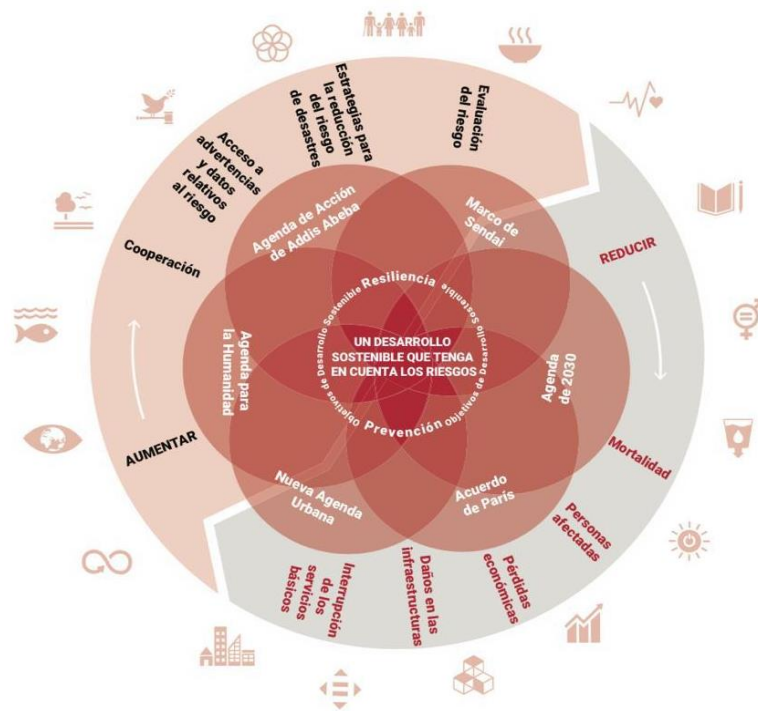 Estrategias para
la reducción
del riesgo
de desastres
Evaluación
del riesgo
Acceso a
advertencias
y datos
relativos
al riesgo
Cooperación
AUMENTAR
REDUCIR
Mortalidad
Personas
afectadas
Pérdidas
económicas
Daños en las
infraestructuras
Interrupción
de los
servicios
básicos
Agenda de Acción
de Addis Abeba
Marco de
Sendai
Agenda
de 2030
Acuerdo
de París
Nueva Agenda
Urbana
Agenda para
la Humanidad
Resiliencia
Objetivos de Desarrollo Sostenible
Prevención
Objetivos de Desarrollo Sostenible
UN DESARROLLO
SOSTENIBLE QUE TENGA
EN CUENTA LOS RIESGOS